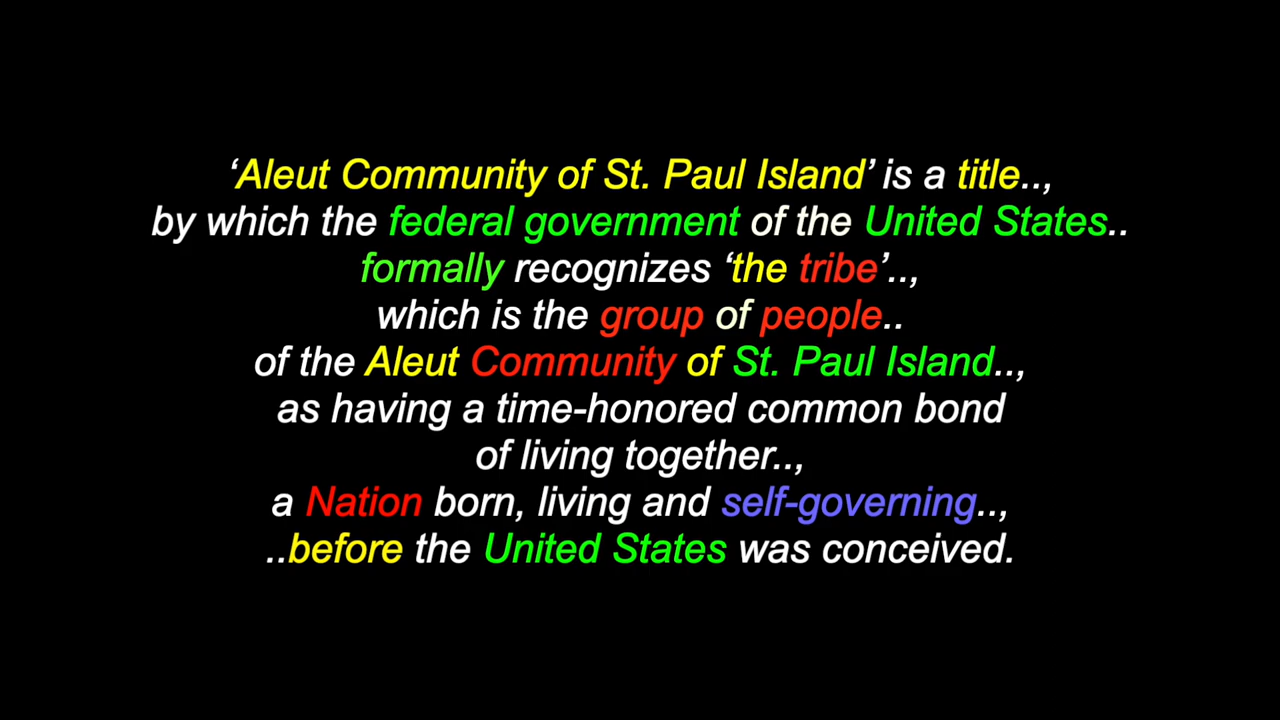 ‘Aleut Community of St. Paul Island’ is a title..,
by which the federal government of the United States..
formally recognizes ‘the tribe’..,
which is the group of people..
of the Aleut Community of St. Paul Island..,
as having a time-honored common bond
of living together..,
a Nation born, living and self-governing..,
..before the United States was conceived.